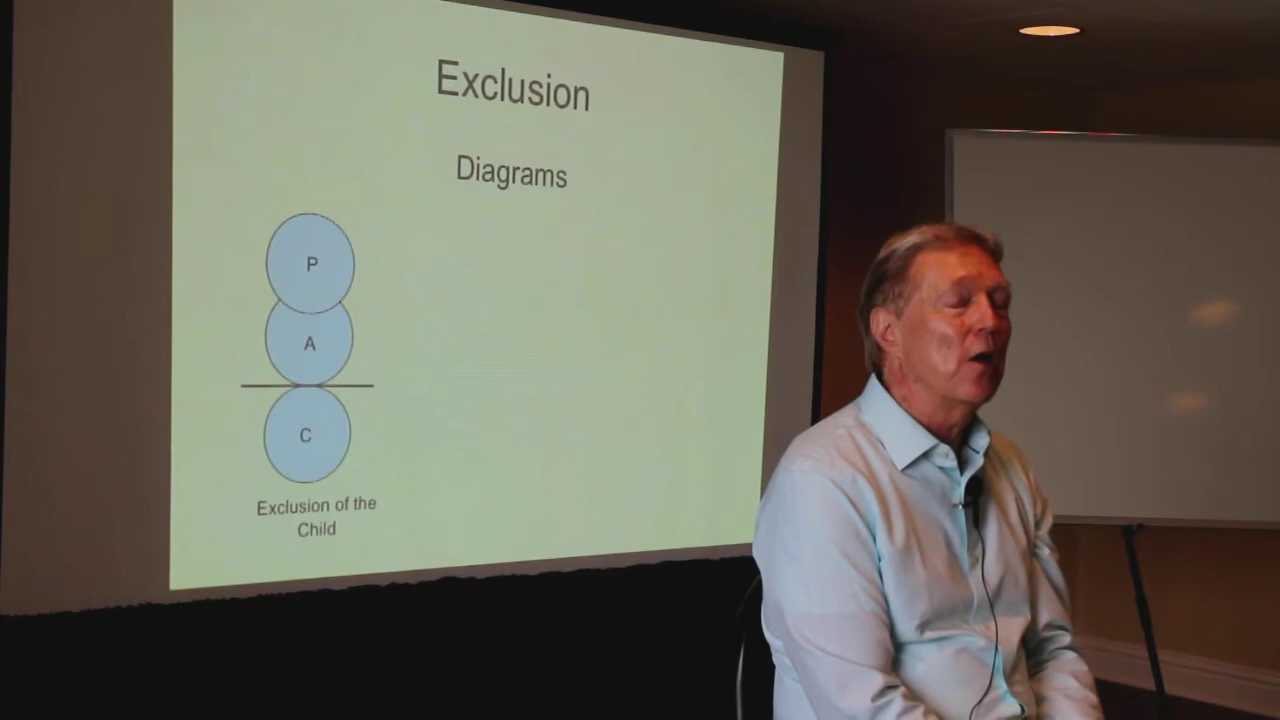 Exclusion
Diagrams
P
A
C
Exclusion of the
Child